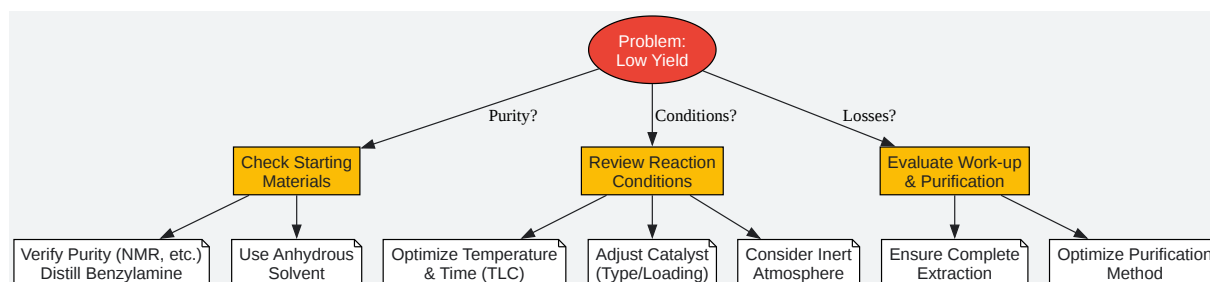 Problem:
Low Yield
Purity?
Conditions?
Losses?
Check Starting
Materials
Review Reaction
Conditions
Evaluate Work-up
& Purification
Verify Purity (NMR, etc.)
Distill Benzylamine
Use Anhydrous
Solvent
Optimize Temperature
& Time (TLC)
Adjust Catalyst
(Type/Loading)
Consider Inert
Atmosphere
Ensure Complete
Extraction
Optimize Purification
Method